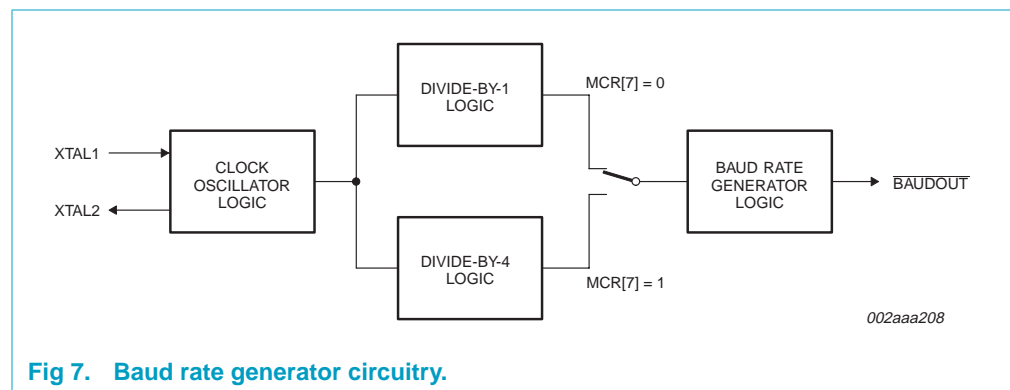 DIVIDE-BY-1
LOGIC
MCR[7] = 0
XTAL1
XTAL2
CLOCK
OSCILLATOR
LOGIC
BAUD RATE
GENERATOR
LOGIC
BAUDOUT
DIVIDE-BY-4
LOGIC
MCR[7] = 1
002aaa208
Fig 7. Baud rate generator circuitry.